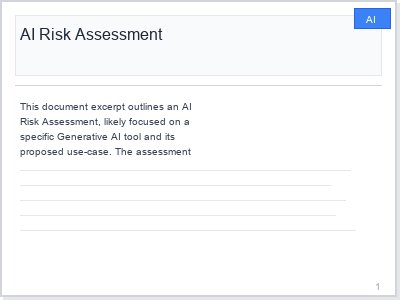 AI
AI Risk Assessment
This document excerpt outlines an AI
Risk Assessment, likely focused on a
specific Generative AI tool and its
proposed use-case. The assessment
1